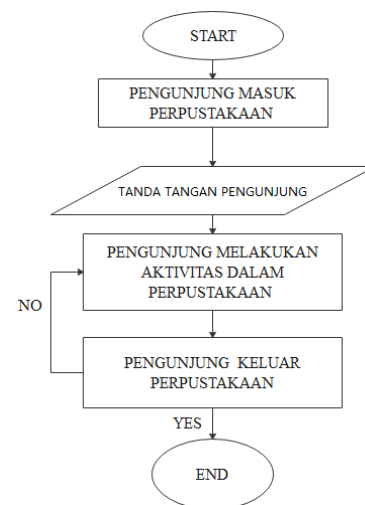 START
PENGUNJUNG MASUK
PERPUSTAKAAN
TANDA TANGAN PENGUNJUNG
PENGUNJUNG MELAKUKAN
AKTIVITAS DALAM
PERPUSTAKAAN
NO
PENGUNJUNG KELUAR
PERPUSTAKAAN
YES
END